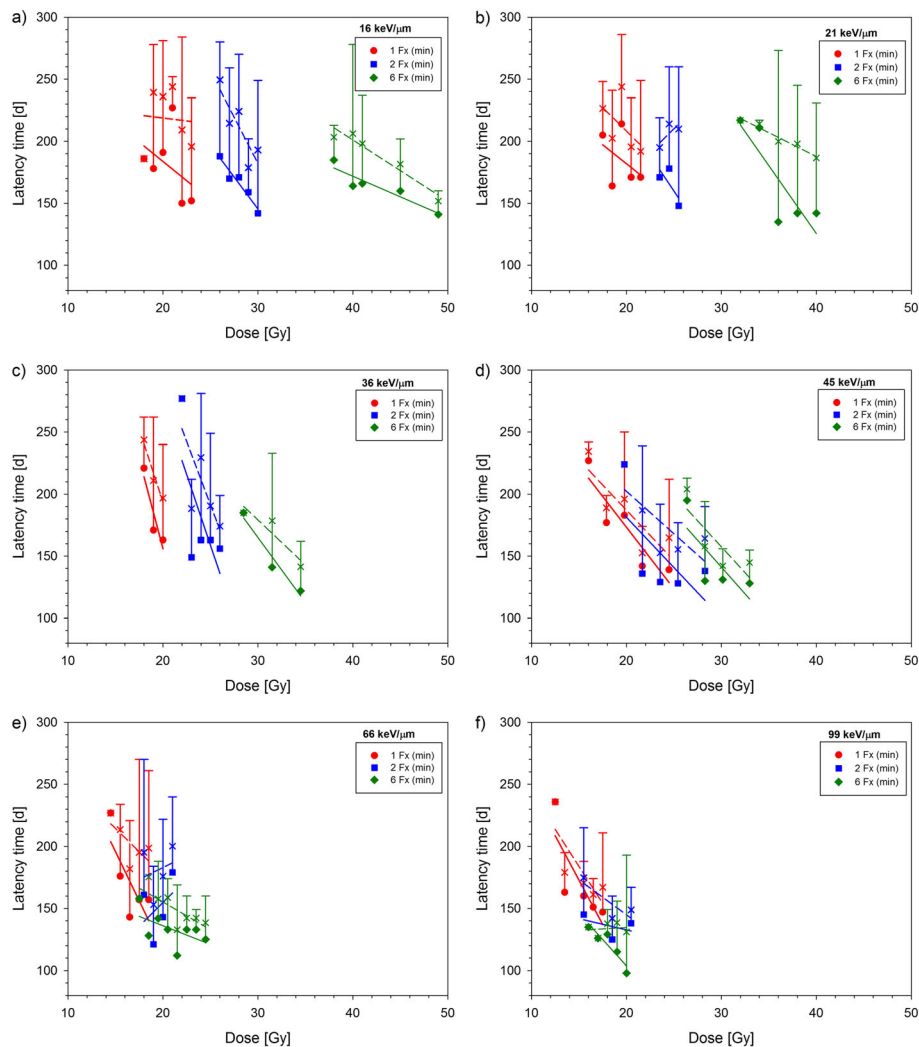 a)
16 keV/μm
1 Fx (min)
2 Fx (min)
6 Fx (min)
Latency time [d]
300
250
200
150
100
10 20 30 40 50
Dose [Gy]
b)
21 keV/μm
1 Fx (min)
2 Fx (min)
6 Fx (min)
Latency time [d]
300
250
200
150
100
10 20 30 40 50
Dose [Gy]
c)
36 keV/μm
1 Fx (min)
2 Fx (min)
6 Fx (min)
Latency time [d]
300
250
200
150
100
10 20 30 40 50
Dose [Gy]
d)
45 keV/μm
1 Fx (min)
2 Fx (min)
6 Fx (min)
Latency time [d]
300
250
200
150
100
10 20 30 40 50
Dose [Gy]
e)
66 keV/μm
1 Fx (min)
2 Fx (min)
6 Fx (min)
Latency time [d]
300
250
200
150
100
10 20 30 40 50
Dose [Gy]
f)
99 keV/μm
1 Fx (min)
2 Fx (min)
6 Fx (min)
Latency time [d]
300
250
200
150
100
10 20 30 40 50
Dose [Gy]